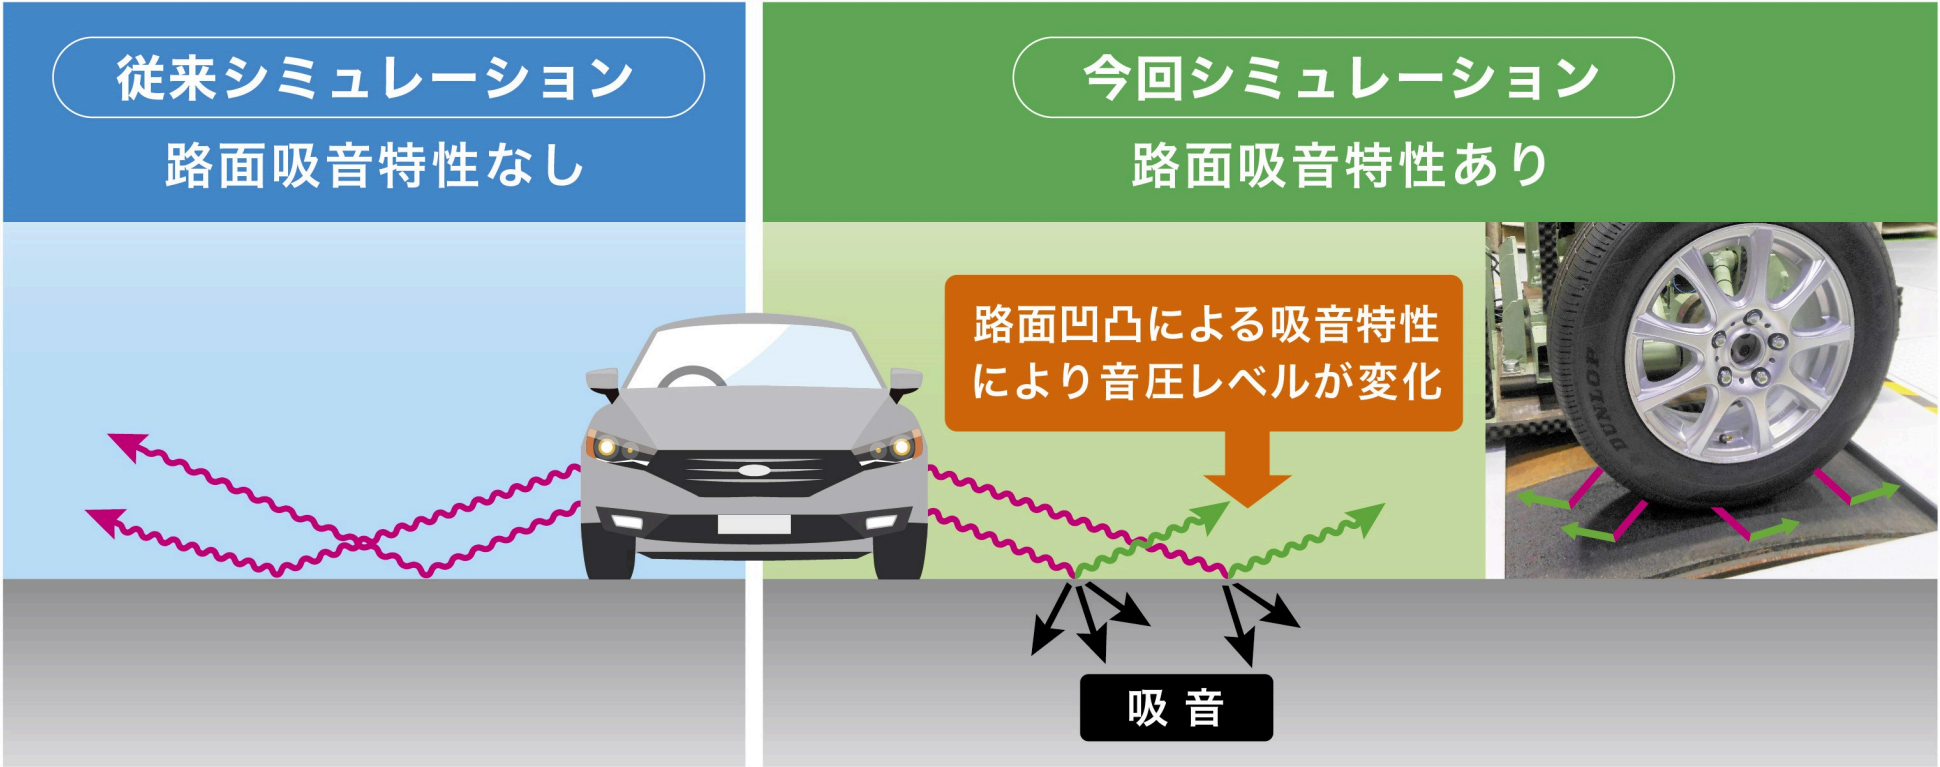 従来シミュレーション
路面吸音特性なし
今回シミュレーション
路面吸音特性あり
路面凹凸による吸音特性
により音圧レベルが変化
DUNLOP
吸音